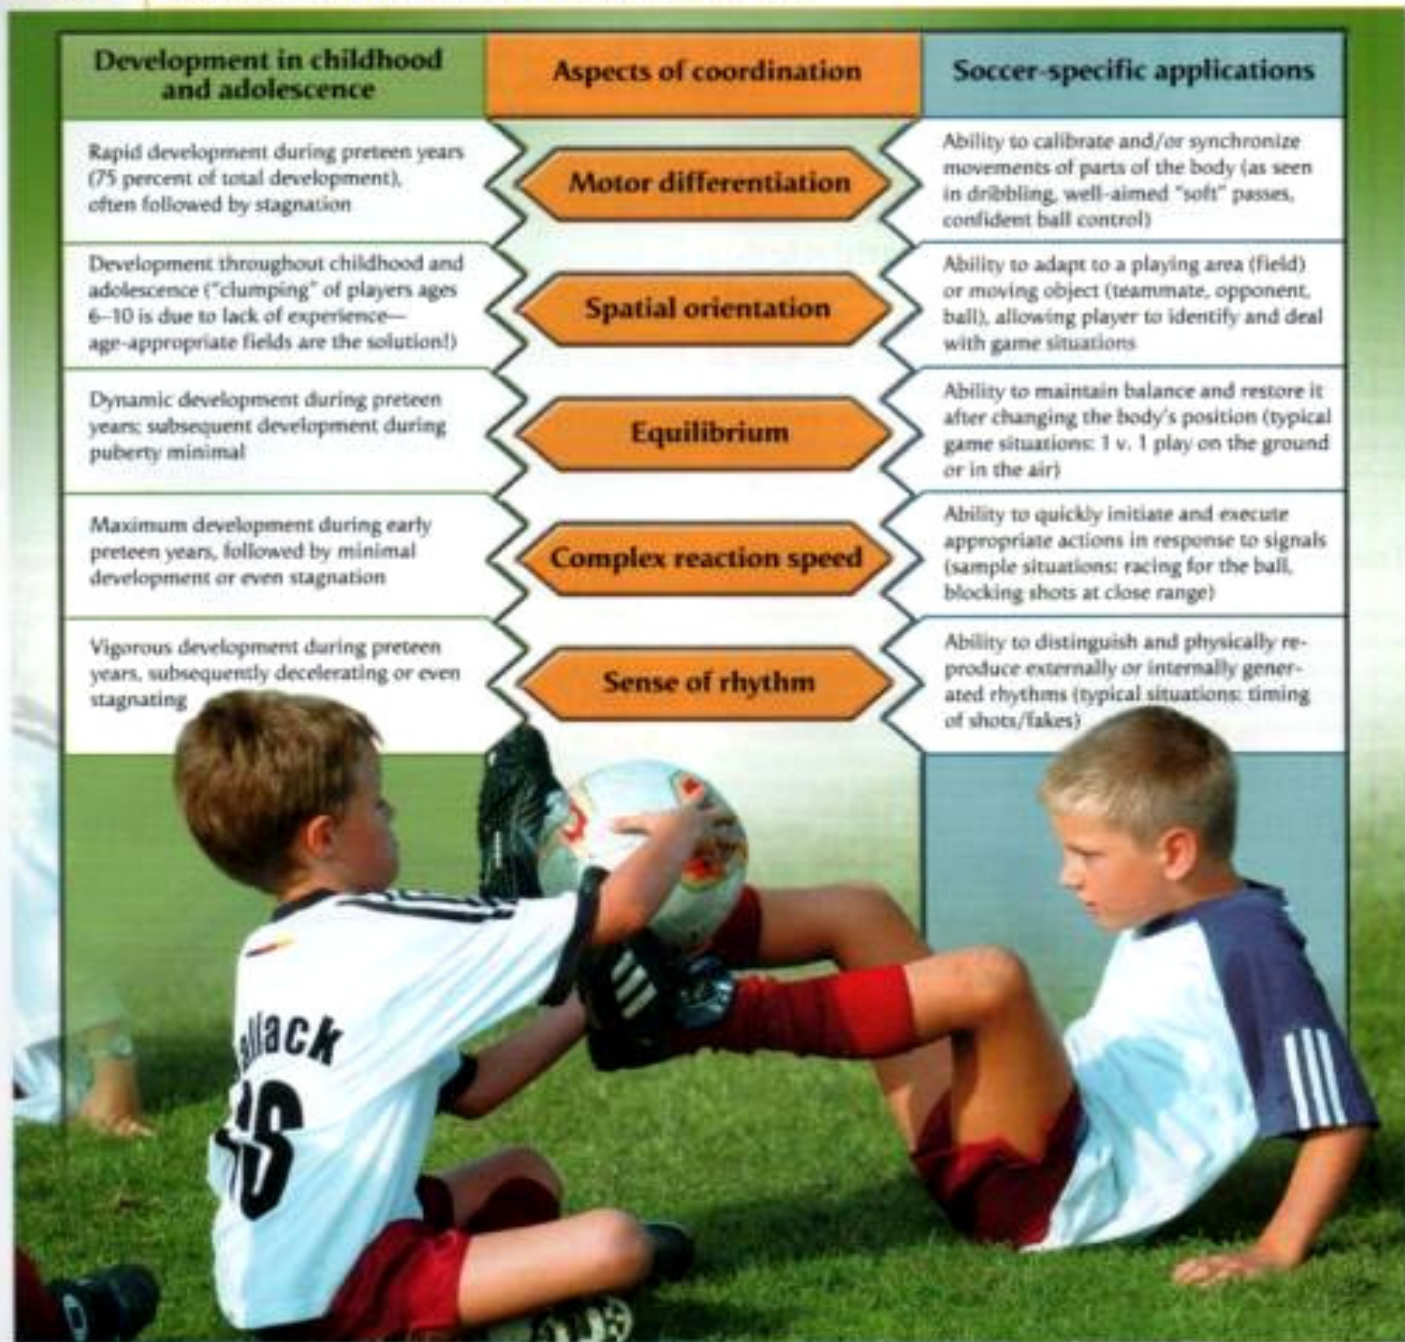 Development in childhood
and adolescence
Aspects of coordination
Soccer-specific applications
Rapid development during preteen years
(75 percent of total development),
often followed by stagnation
Motor differentiation
Ability to calibrate and/or synchronize
movements of parts of the body (as seen
in dribbling, well-aimed "soft" passes,
confident ball control)
Development throughout childhood and
adolescence ("clumping" of players ages
6–10 is due to lack of experience—
age-appropriate fields are the solution!)
Spatial orientation
Ability to adapt to a playing area (field)
or moving object (teammate, opponent,
ball), allowing player to identify and deal
with game situations
Dynamic development during preteen
years; subsequent development during
puberty minimal
Equilibrium
Ability to maintain balance and restore it
after changing the body's position (typical
game situations: 1 v. 1 play on the ground
or in the air)
Maximum development during early
preteen years, followed by minimal
development or even stagnation
Complex reaction speed
Ability to quickly initiate and execute
appropriate actions in response to signals
(sample situations: racing for the ball,
blocking shots at close range)
Vigorous development during preteen
years, subsequently decelerating or even
stagnating
Sense of rhythm
Ability to distinguish and physically re-
produce externally or internally gener-
ated rhythms (typical situations: timing
of shots/fakes)
allack